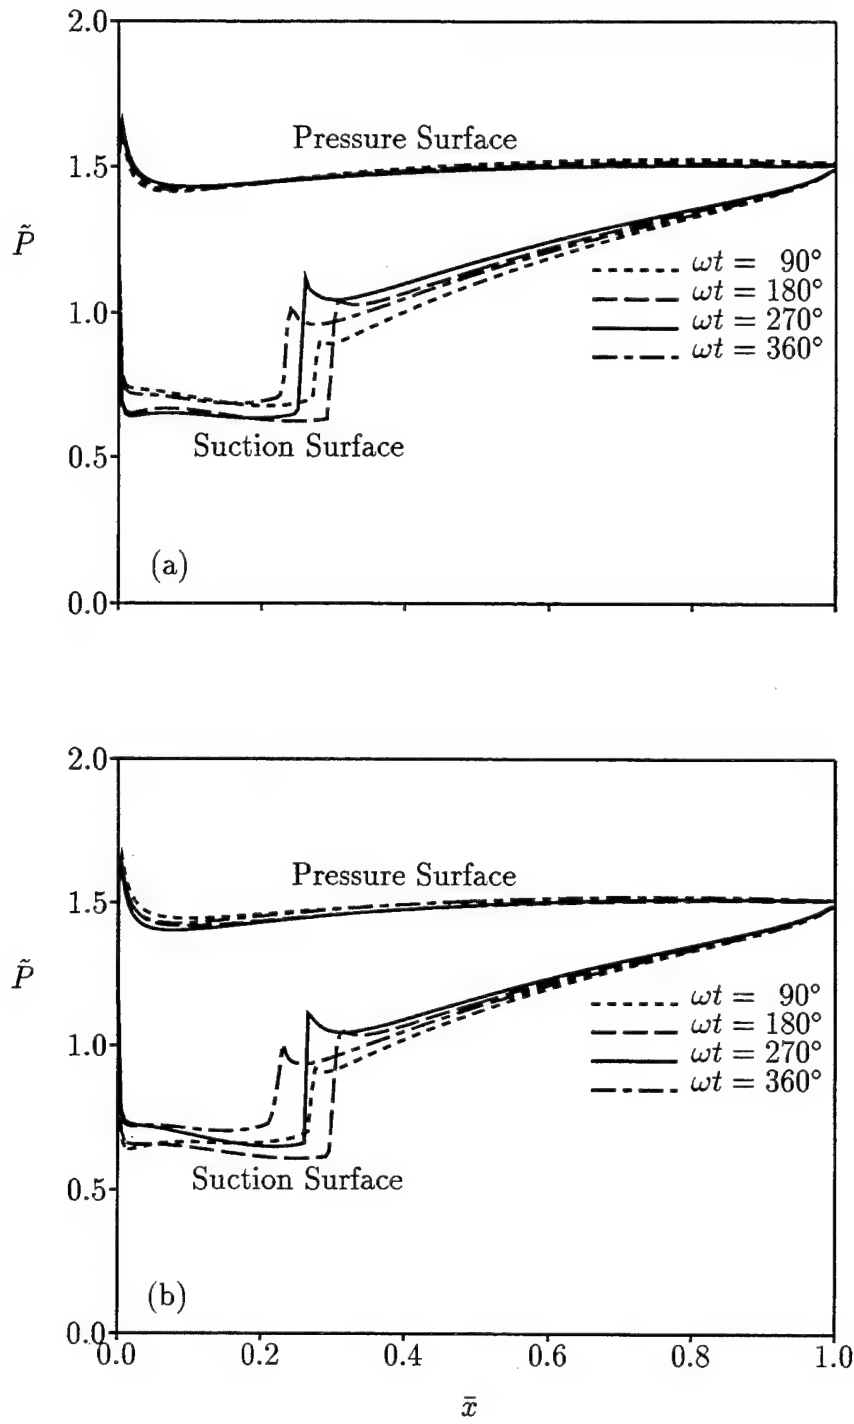 2.0
Pressure Surface
1.5
P̃
ωt = 90°
ωt = 180°
ωt = 270°
ωt = 360°
1.0
Suction Surface
0.5
(a)
0.0
2.0
Pressure Surface
1.5
P̃
ωt = 90°
ωt = 180°
ωt = 270°
ωt = 360°
1.0
Suction Surface
0.5
(b)
0.0
0.0 0.2 0.4 0.6 0.8 1.0
x̄